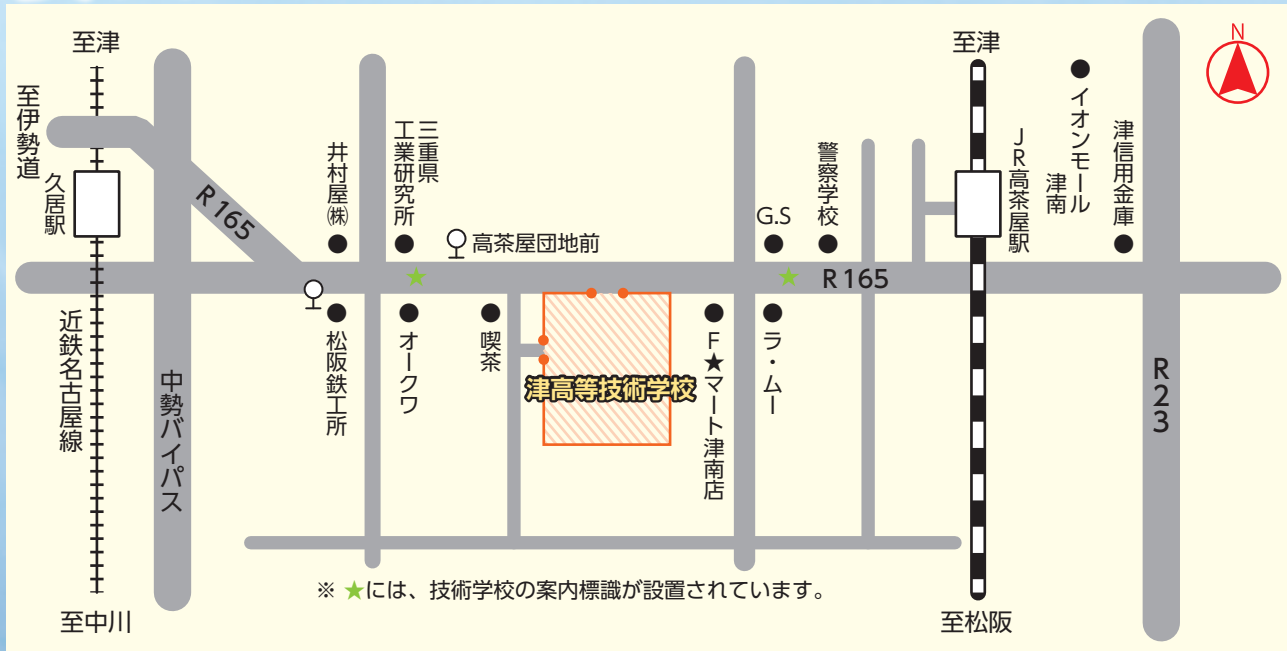 至津
至津
N
至伊勢道
久居駅
R 165
井村屋㈱
三重県
工業研究所
高茶屋団地前
G.S
警察学校
JR高茶屋駅
イオンモール
津南
津信用金庫
R 165
近鉄名古屋線
中勢バイパス
松阪鉄工所
オークワ
喫茶
津高等技術学校
F★マート津南店
ラ・ムー
R23
※ ★には、技術学校の案内標識が設置されています。
至中川
至松阪